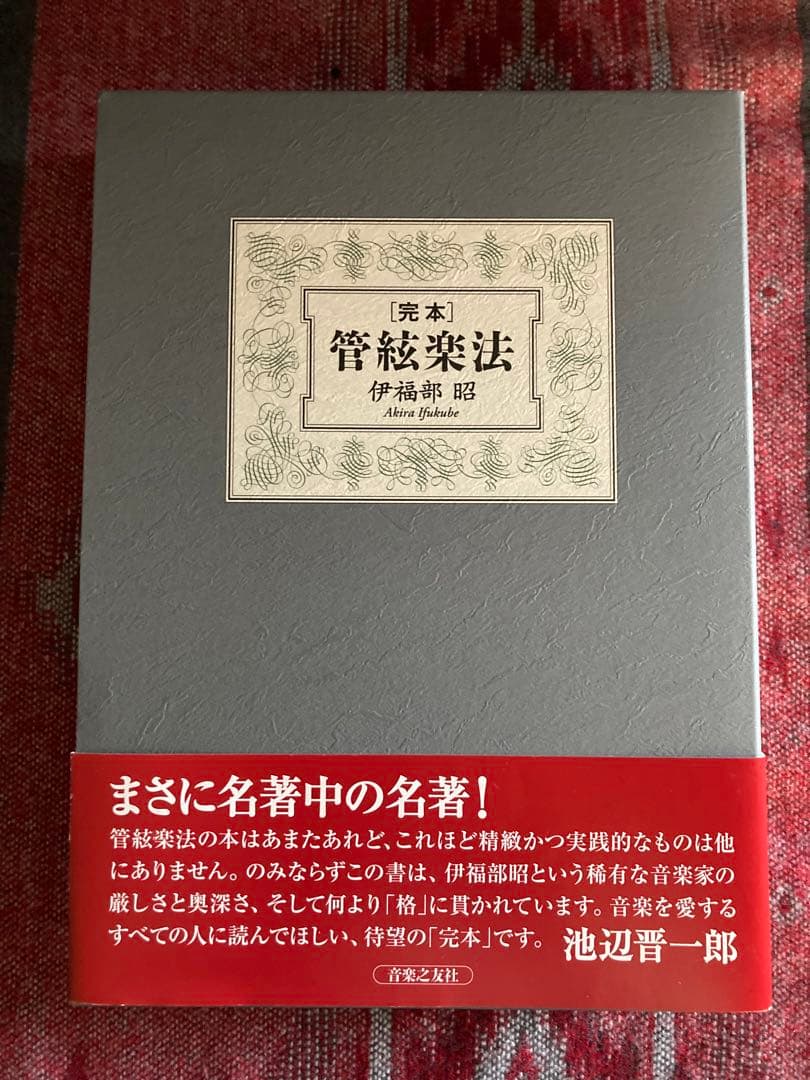 ［完本］
管絃楽法
伊福部 昭
Akira Ifukube
まさに名著中の名著！
管絃楽法の本はあまたあれど、これほど精緻かつ実践的なものは他
にありません。のみならずこの書は、伊福部昭という稀有な音楽家の
厳しさと奥深さ、そして何より「格」に貫かれています。音楽を愛する
すべての人に読んでほしい、待望の「完本」です。 池辺晋一郎
音楽之友社